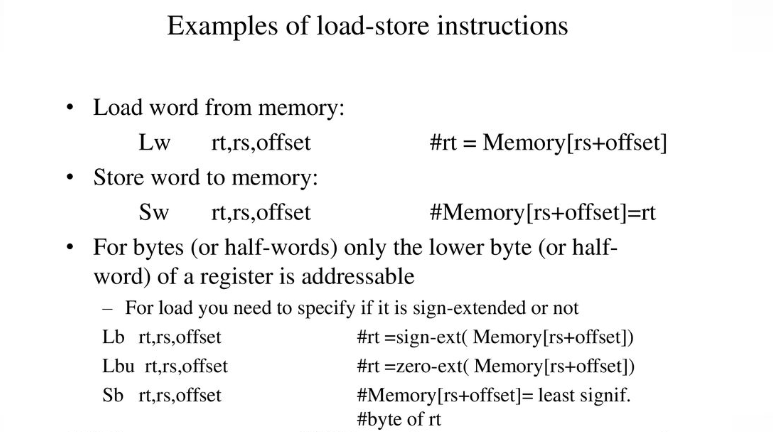 Examples of load-store instructions
• Load word from memory:
Lw rt,rs,offset #rt = Memory[rs+offset]
• Store word to memory:
Sw rt,rs,offset #Memory[rs+offset]=rt
• For bytes (or half-words) only the lower byte (or half-
word) of a register is addressable
– For load you need to specify if it is sign-extended or not
Lb rt,rs,offset #rt =sign-ext( Memory[rs+offset])
Lbu rt,rs,offset #rt =zero-ext( Memory[rs+offset])
Sb rt,rs,offset #Memory[rs+offset]= least signif.
#byte of rt